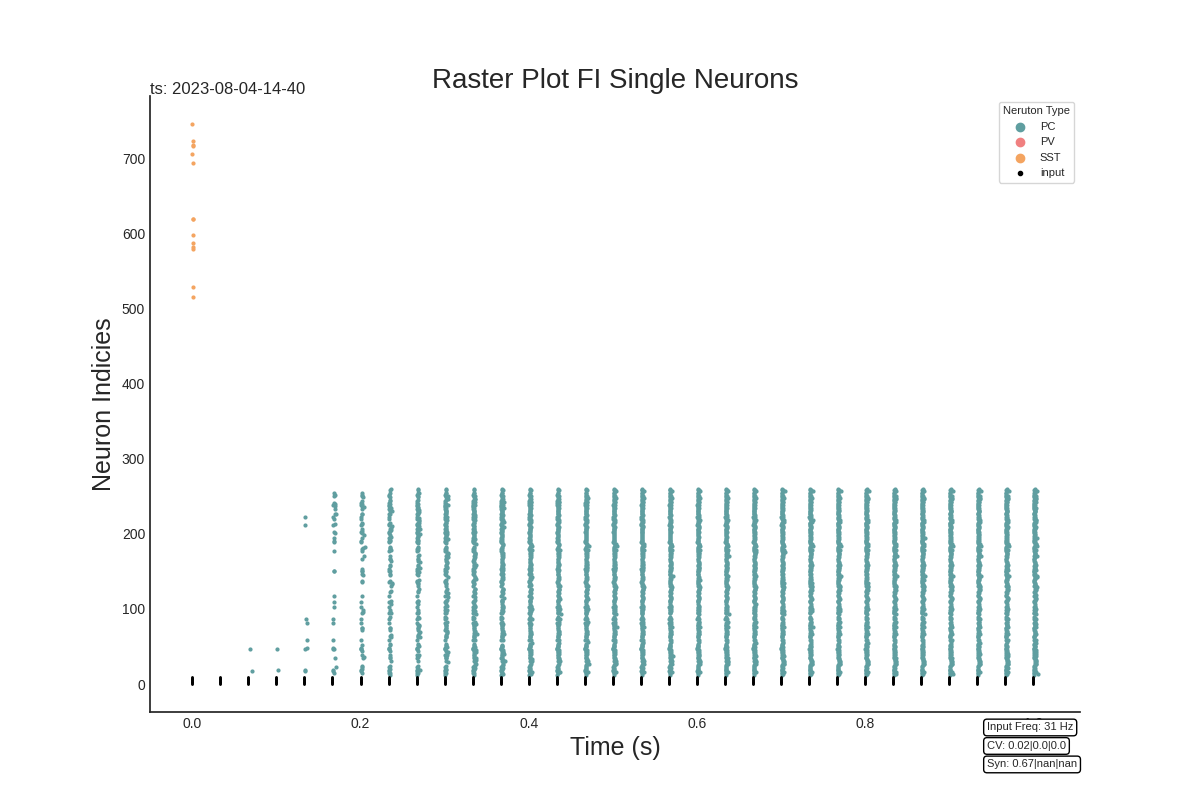 Raster Plot FI Single Neurons
ts: 2023-08-04-14-40
Neruton Type
PC
PV
SST
input
Neuron Indicies
700
600
500
400
300
200
100
0
0.0 0.2 0.4 0.6 0.8
Time (s)
Input Freq: 31 Hz
CV: 0.02|0.0|0.0
Syn: 0.67|nan|nan